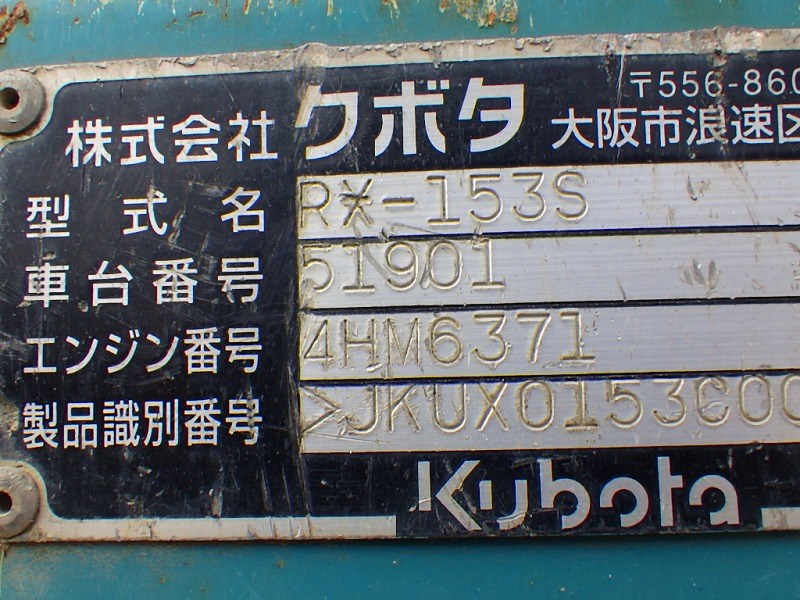 株式会社 クボタ 〒556-860
大阪市浪速区
型式名 RX-153S
車台番号 51901
エンジン番号 4HM6371
製品識別番号 >JKUX0153C00
Kubota